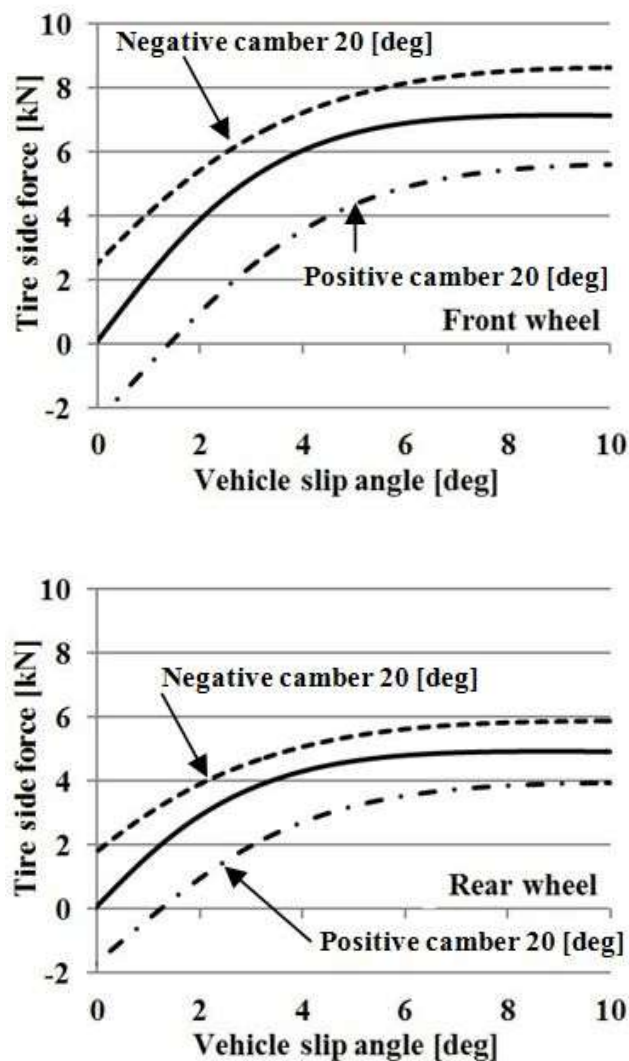 10
Negative camber 20 [deg]
8
6
4
2
Positive camber 20 [deg]
Front wheel
0
-2
0 2 4 6 8 10
Tire side force [kN]
Vehicle slip angle [deg]
10
8
Negative camber 20 [deg]
6
4
2
Rear wheel
0
Positive camber 20 [deg]
-2
0 2 4 6 8 10
Tire side force [kN]
Vehicle slip angle [deg]